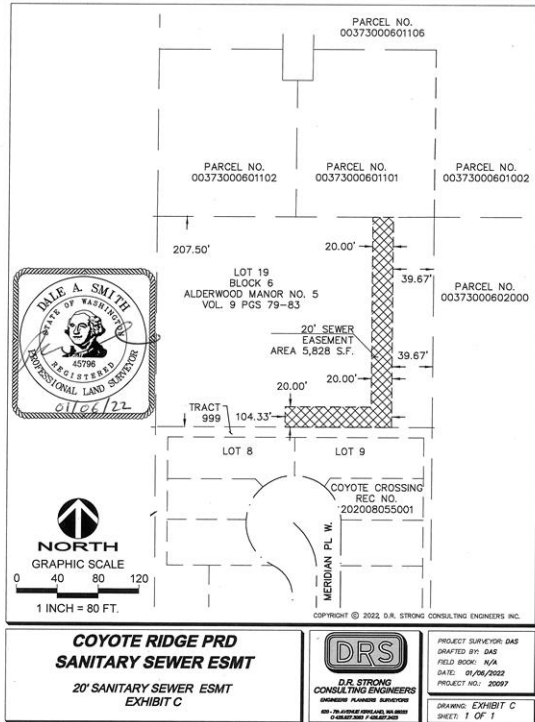 PARCEL NO.
00373000601106
PARCEL NO.
00373000601102
PARCEL NO.
00373000601101
PARCEL NO.
00373000601002
207.50'
20.00'
LOT 19
BLOCK 6
ALDERWOOD MANOR NO. 5
VOL. 9 PGS 79-83
39.67'
PARCEL NO.
00373000602000
20' SEWER
EASEMENT
AREA 5,828 S.F.
39.67'
20.00'
20.00'
TRACT
999
104.33'
LOT 8
LOT 9
COYOTE CROSSING
REC NO.
202008055001
MERIDIAN PL W.
DALE A. SMITH
STATE OF WASHINGTON
45796
REGISTERED
PROFESSIONAL LAND SURVEYOR
01/06/22
NORTH
GRAPHIC SCALE
0 40 80 120
1 INCH = 80 FT.
COPYRIGHT © 2022, D.R. STRONG CONSULTING ENGINEERS INC.
COYOTE RIDGE PRD
SANITARY SEWER ESMT
20' SANITARY SEWER ESMT
EXHIBIT C
DRS
D.R. STRONG
CONSULTING ENGINEERS
ENGINEERS PLANNERS SURVEYORS
PROJECT SURVEYOR: DAS
DRAFTED BY: DAS
FIELD BOOK: N/A
DATE: 01/06/2022
PROJECT NO.: 20097
DRAWING: EXHIBIT C
SHEET: 1 OF 1